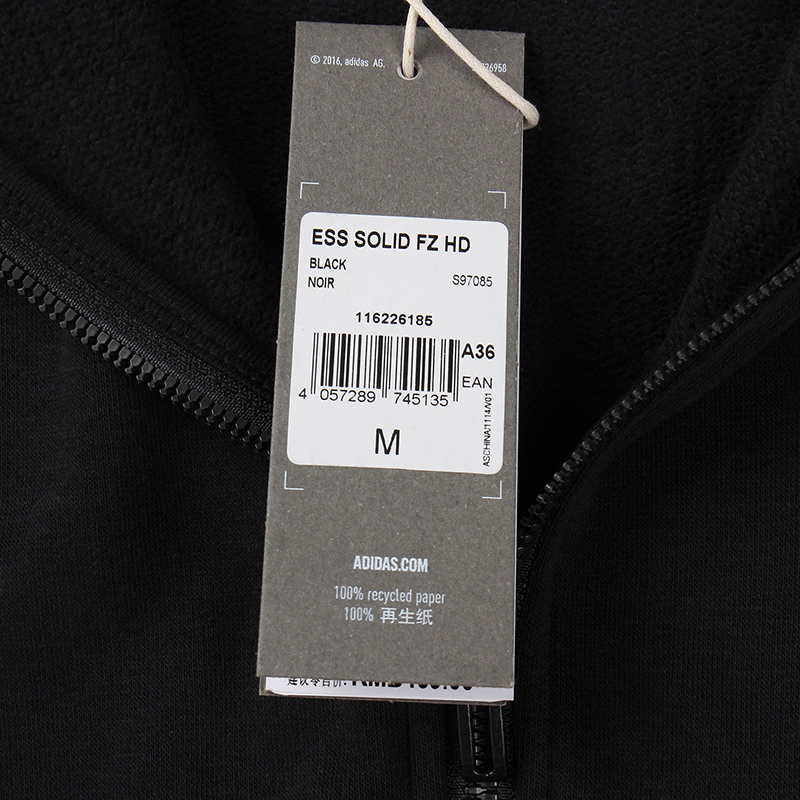 © 2016, adidas AG.
ESS SOLID FZ HD
BLACK
NOIR
S97085
116226185
A36
EAN
4 057289 745135
M
ASCHINA/1114/V01
ADIDAS.COM
100% recycled paper
100% 再生纸